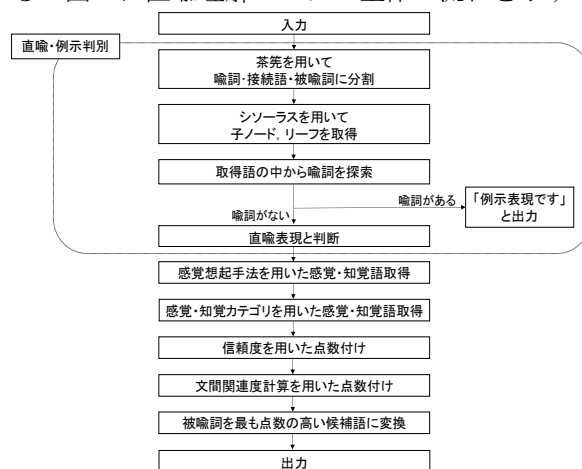 入力
直喩・例示判別
茶筅を用いて
喩詞・接続語・被喩詞に分割
シソーラスを用いて
子ノード，リーフを取得
取得語の中から喩詞を探索
喩詞がある
「例示表現です」
と出力
喩詞がない
直喩表現と判断
感覚想起手法を用いた感覚・知覚語取得
感覚・知覚カテゴリを用いた感覚・知覚語取得
信頼度を用いた点数付け
文間関連度計算を用いた点数付け
被喩詞を最も点数の高い候補語に変換
出力